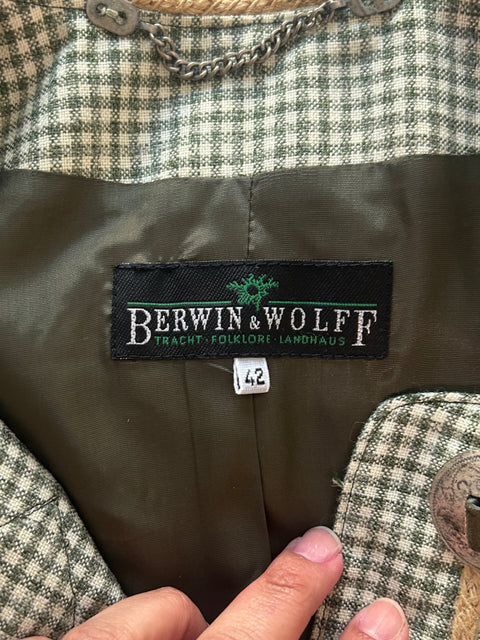 BERWIN & WOLFF
TRACHT · FOLKLORE · LANDHAUS
42